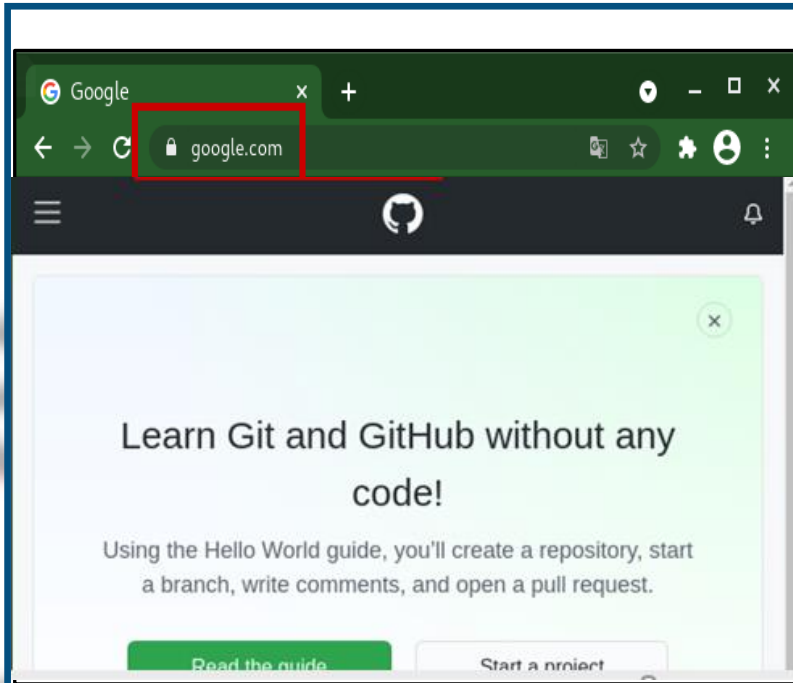 Google
google.com
Learn Git and GitHub without any
code!
Using the Hello World guide, you'll create a repository, start
a branch, write comments, and open a pull request.
Read the guide
Start a project